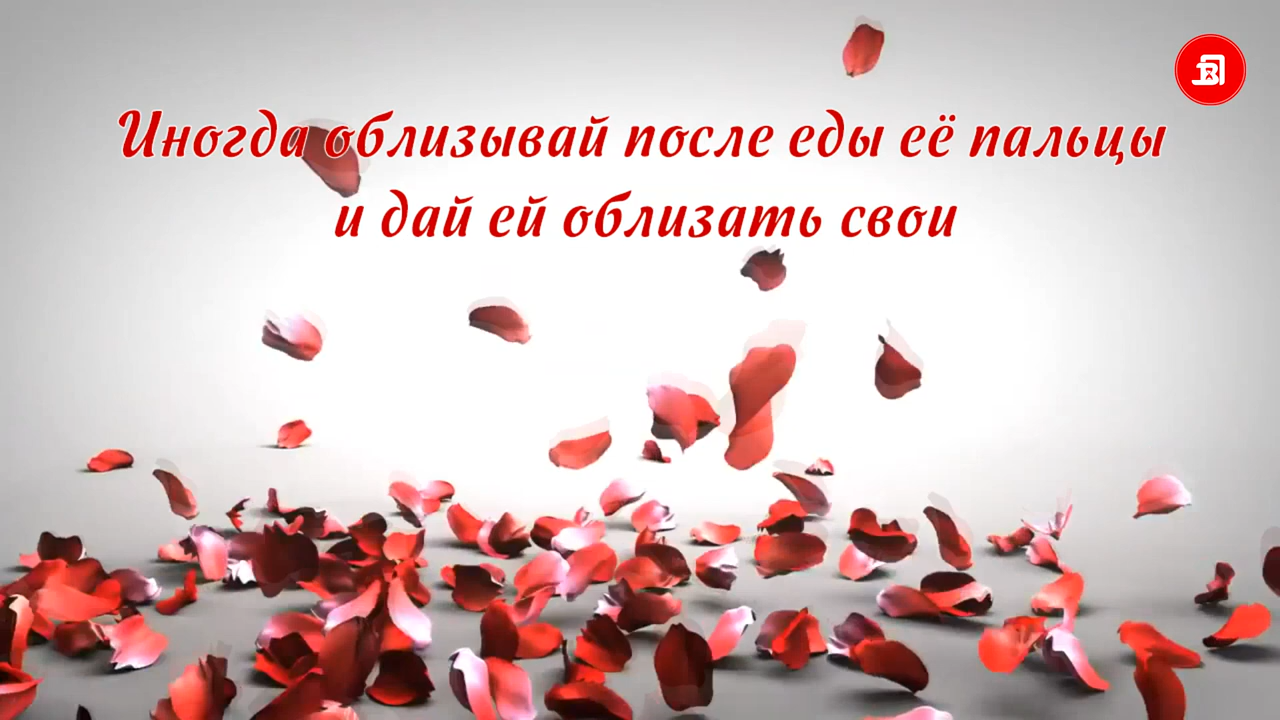 Иногда облизывай после еды её пальцы
и дай ей облизать свои